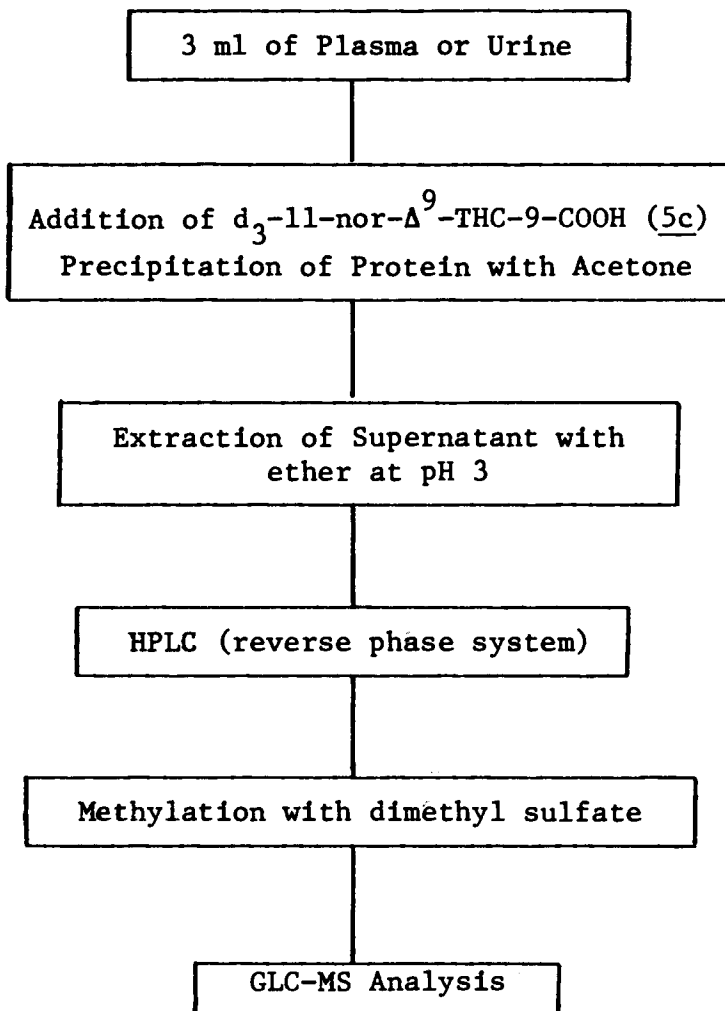 3 ml of Plasma or Urine
Addition of d₃-11-nor-Δ⁹-THC-9-COOH (5c)
Precipitation of Protein with Acetone
Extraction of Supernatant with
ether at pH 3
HPLC (reverse phase system)
Methylation with dimethyl sulfate
GLC-MS Analysis